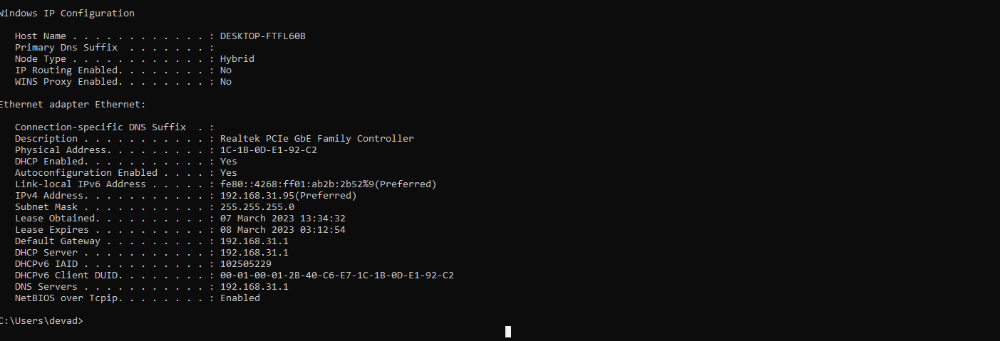 Windows IP Configuration
Host Name . . . . . . . . . . . . : DESKTOP-FTFL60B
Primary Dns Suffix  . . . . . . . :
Node Type . . . . . . . . . . . . : Hybrid
IP Routing Enabled. . . . . . . . : No
WINS Proxy Enabled. . . . . . . . : No
Ethernet adapter Ethernet:
Connection-specific DNS Suffix  . :
Description . . . . . . . . . . . : Realtek PCIe GbE Family Controller
Physical Address. . . . . . . . . : 1C-1B-0D-E1-92-C2
DHCP Enabled. . . . . . . . . . . : Yes
Autoconfiguration Enabled . . . . : Yes
Link-local IPv6 Address . . . . . : fe80::4268:ff01:ab2b:2b52%9(Preferred)
IPv4 Address. . . . . . . . . . . : 192.168.31.95(Preferred)
Subnet Mask . . . . . . . . . . . : 255.255.255.0
Lease Obtained. . . . . . . . . . : 07 March 2023 13:34:32
Lease Expires . . . . . . . . . . : 08 March 2023 03:12:54
Default Gateway . . . . . . . . . : 192.168.31.1
DHCP Server . . . . . . . . . . . : 192.168.31.1
DHCPv6 IAID . . . . . . . . . . . : 102505229
DHCPv6 Client DUID. . . . . . . . : 00-01-00-01-2B-40-C6-E7-1C-1B-0D-E1-92-C2
DNS Servers . . . . . . . . . . . : 192.168.31.1
NetBIOS over Tcpip. . . . . . . . : Enabled
C:\Users\devad>